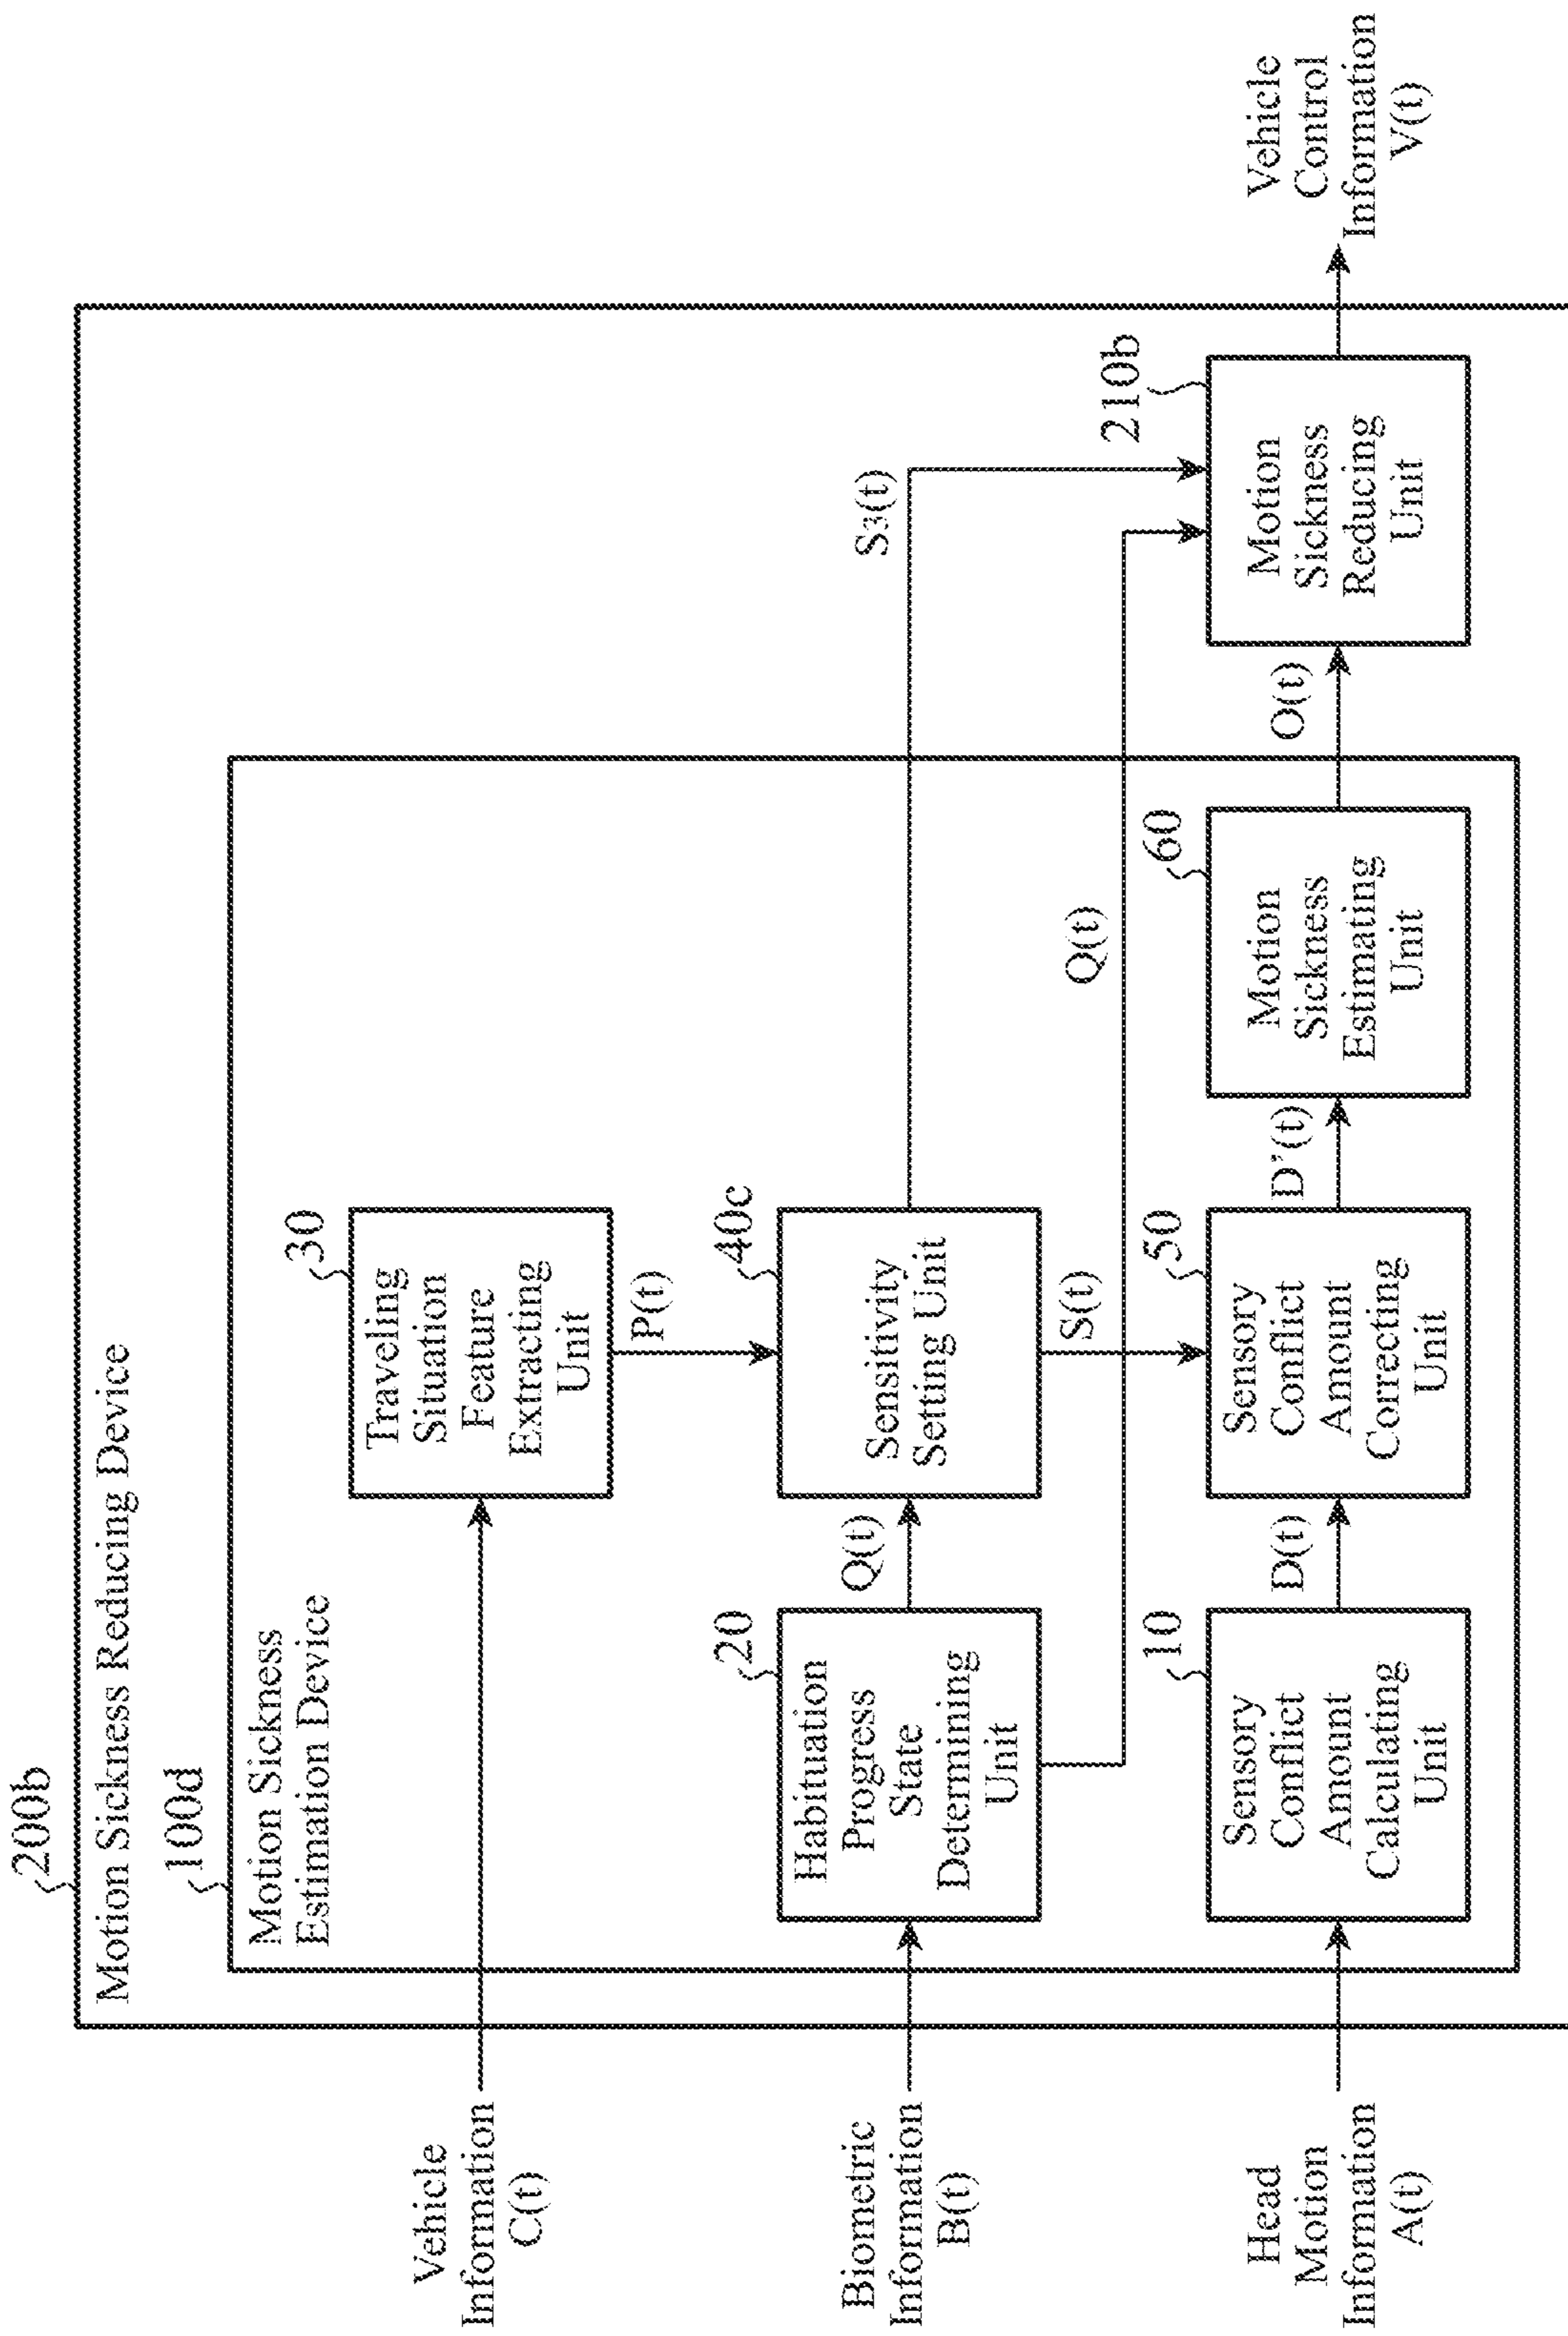 200b
Motion Sickness Reducing Device
100d
Motion Sickness
Estimation Device
Vehicle
Information
C(t)
30
Traveling
Situation
Feature
Extracting
Unit
P(t)
Biometric
Information
B(t)
20
Habituation
Progress
State
Determining
Unit
Q(t)
40c
Sensitivity
Setting Unit
S3(t)
S(t)
Q(t)
Head
Motion
Information
A(t)
10
Sensory
Conflict
Amount
Calculating
Unit
D(t)
50
Sensory
Conflict
Amount
Correcting
Unit
D'(t)
60
Motion
Sickness
Estimating
Unit
O(t)
210b
Motion
Sickness
Reducing
Unit
Vehicle
Control
Information
V(t)